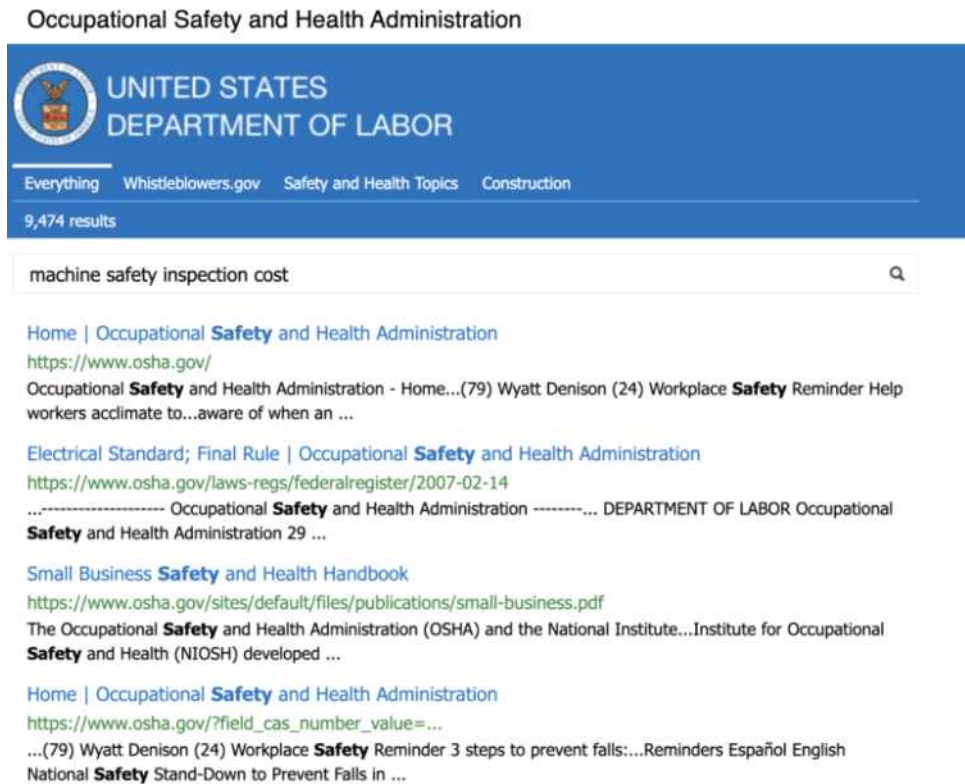 Occupational Safety and Health Administration
UNITED STATES
DEPARTMENT OF LABOR
Everything Whistleblowers.gov Safety and Health Topics Construction
9,474 results
machine safety inspection cost
Home | Occupational Safety and Health Administration
https://www.osha.gov/
Occupational Safety and Health Administration - Home...(79) Wyatt Denison (24) Workplace Safety Reminder Help
workers acclimate to...aware of when an ...
Electrical Standard; Final Rule | Occupational Safety and Health Administration
https://www.osha.gov/laws-regs/federalregister/2007-02-14
...-------------------- Occupational Safety and Health Administration --------... DEPARTMENT OF LABOR Occupational
Safety and Health Administration 29 ...
Small Business Safety and Health Handbook
https://www.osha.gov/sites/default/files/publications/small-business.pdf
The Occupational Safety and Health Administration (OSHA) and the National Institute...Institute for Occupational
Safety and Health (NIOSH) developed ...
Home | Occupational Safety and Health Administration
https://www.osha.gov/?field_cas_number_value=...
...(79) Wyatt Denison (24) Workplace Safety Reminder 3 steps to prevent falls:...Reminders Español English
National Safety Stand-Down to Prevent Falls in ...